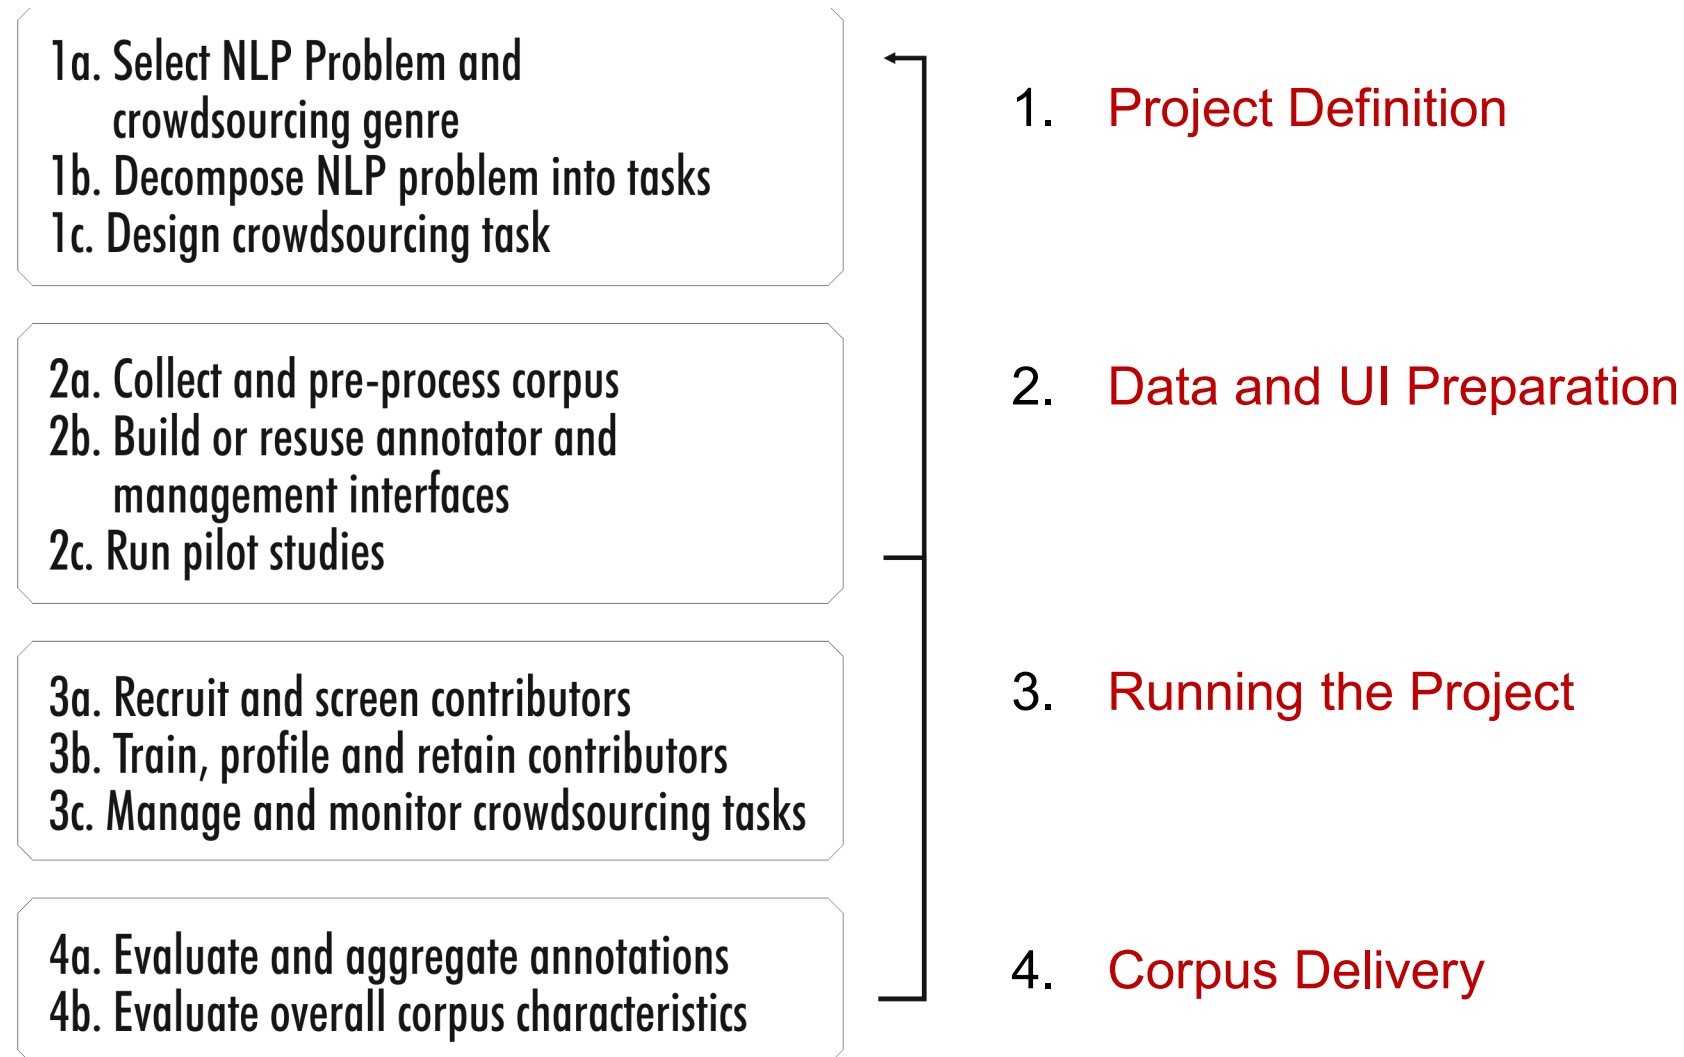 1a. Select NLP Problem and
crowdsourcing genre
1b. Decompose NLP problem into tasks
1c. Design crowdsourcing task
1. Project Definition
2a. Collect and pre-process corpus
2b. Build or resuse annotator and
management interfaces
2c. Run pilot studies
2. Data and UI Preparation
3a. Recruit and screen contributors
3b. Train, profile and retain contributors
3c. Manage and monitor crowdsourcing tasks
3. Running the Project
4a. Evaluate and aggregate annotations
4b. Evaluate overall corpus characteristics
4. Corpus Delivery